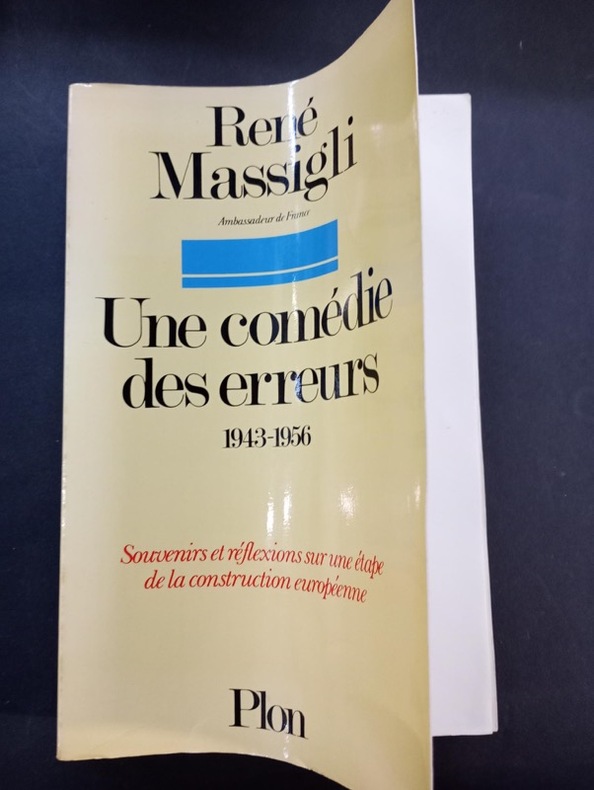 René
Massigli
Ambassadeur de France
Une comédie
des erreurs
1943-1956
Souvenirs et réflexions sur une étape
de la construction européenne
Plon